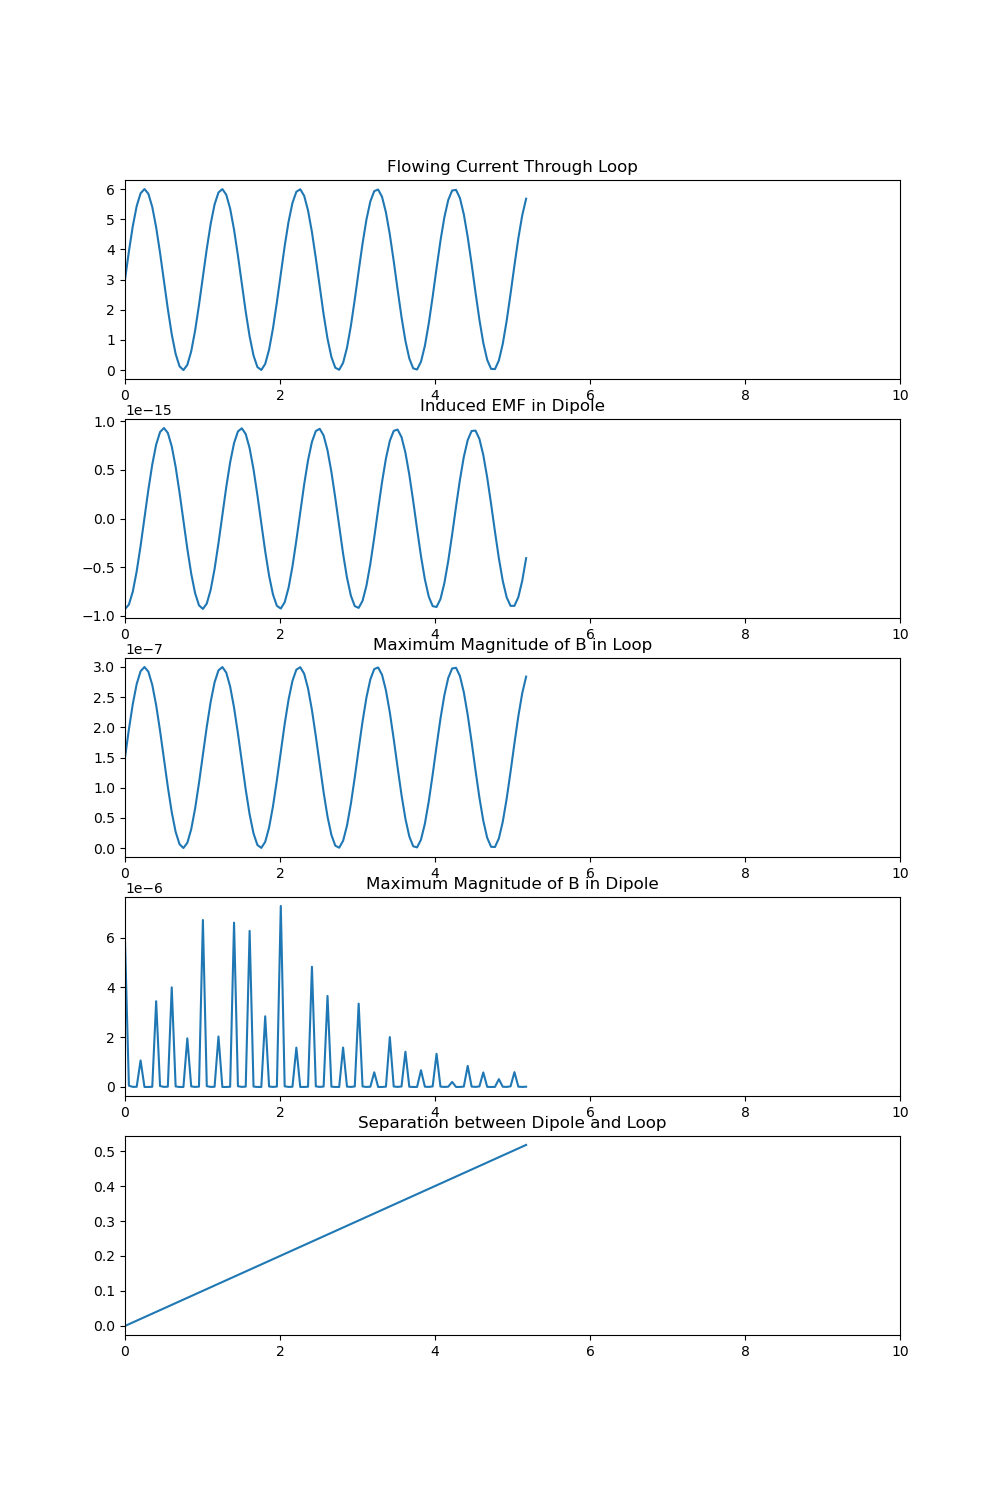 Flowing Current Through Loop
6
5
4
3
2
1
0
0 2 4 6 8 10
Induced EMF in Dipole
1e−15
1.0
0.5
0.0
−0.5
−1.0
0 2 4 6 8 10
Maximum Magnitude of B in Loop
1e−7
3.0
2.5
2.0
1.5
1.0
0.5
0.0
0 2 4 6 8 10
Maximum Magnitude of B in Dipole
1e−6
6
4
2
0
0 2 4 6 8 10
Separation between Dipole and Loop
0.5
0.4
0.3
0.2
0.1
0.0
0 2 4 6 8 10